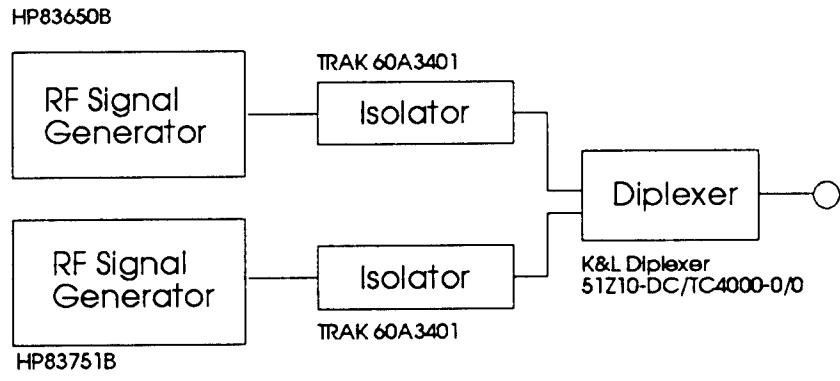 HP83650B
TRAK 60A3401
RF Signal
Generator
Isolator
Diplexer
RF Signal
Generator
Isolator
K&L Diplexer
51Z10-DC/TC4000-0/0
TRAK 60A3401
HP83751B